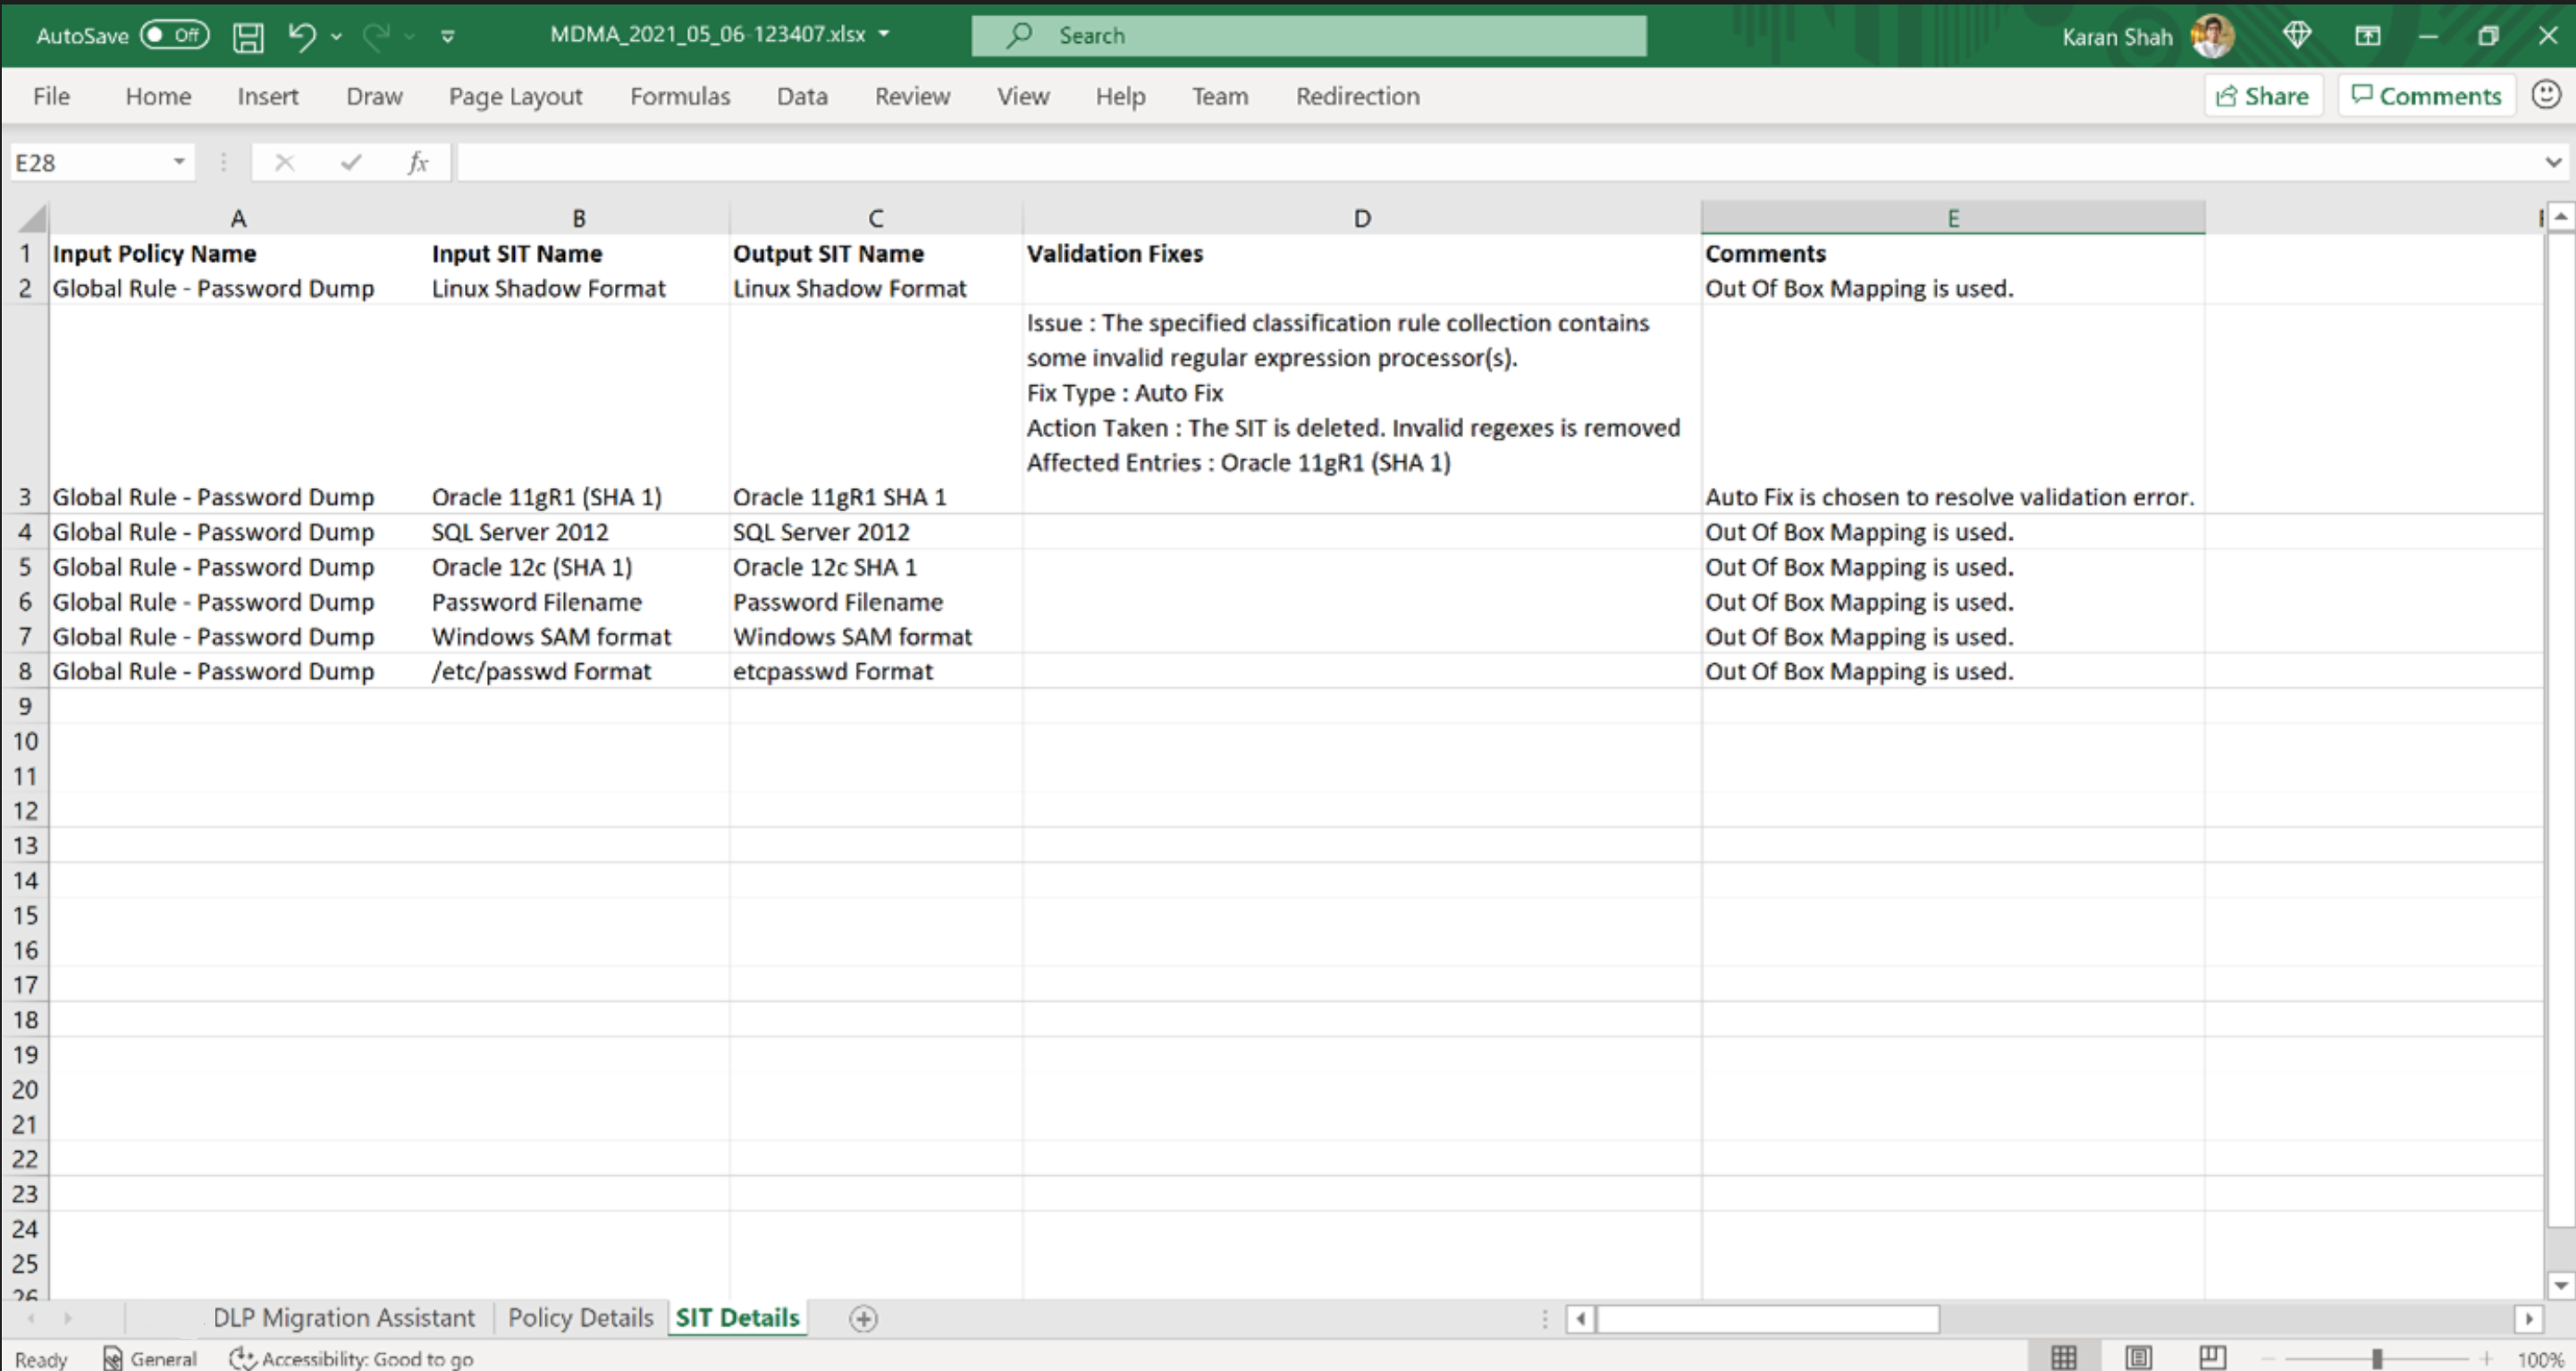 AutoSave Off MDMA_2021_05_06-123407.xlsx Search Karan Shah
File Home Insert Draw Page Layout Formulas Data Review View Help Team Redirection Share Comments
E28 fx
A B C D E
1 Input Policy Name Input SIT Name Output SIT Name Validation Fixes Comments
2 Global Rule - Password Dump Linux Shadow Format Linux Shadow Format Out Of Box Mapping is used.
Issue : The specified classification rule collection contains
some invalid regular expression processor(s).
Fix Type : Auto Fix
Action Taken : The SIT is deleted. Invalid regexes is removed
Affected Entries : Oracle 11gR1 (SHA 1)
3 Global Rule - Password Dump Oracle 11gR1 (SHA 1) Oracle 11gR1 SHA 1 Auto Fix is chosen to resolve validation error.
4 Global Rule - Password Dump SQL Server 2012 SQL Server 2012 Out Of Box Mapping is used.
5 Global Rule - Password Dump Oracle 12c (SHA 1) Oracle 12c SHA 1 Out Of Box Mapping is used.
6 Global Rule - Password Dump Password Filename Password Filename Out Of Box Mapping is used.
7 Global Rule - Password Dump Windows SAM format Windows SAM format Out Of Box Mapping is used.
8 Global Rule - Password Dump /etc/passwd Format etcpasswd Format Out Of Box Mapping is used.
9
10
11
12
13
14
15
16
17
18
19
20
21
22
23
24
25
26
DLP Migration Assistant Policy Details SIT Details
Ready General Accessibility: Good to go 100%